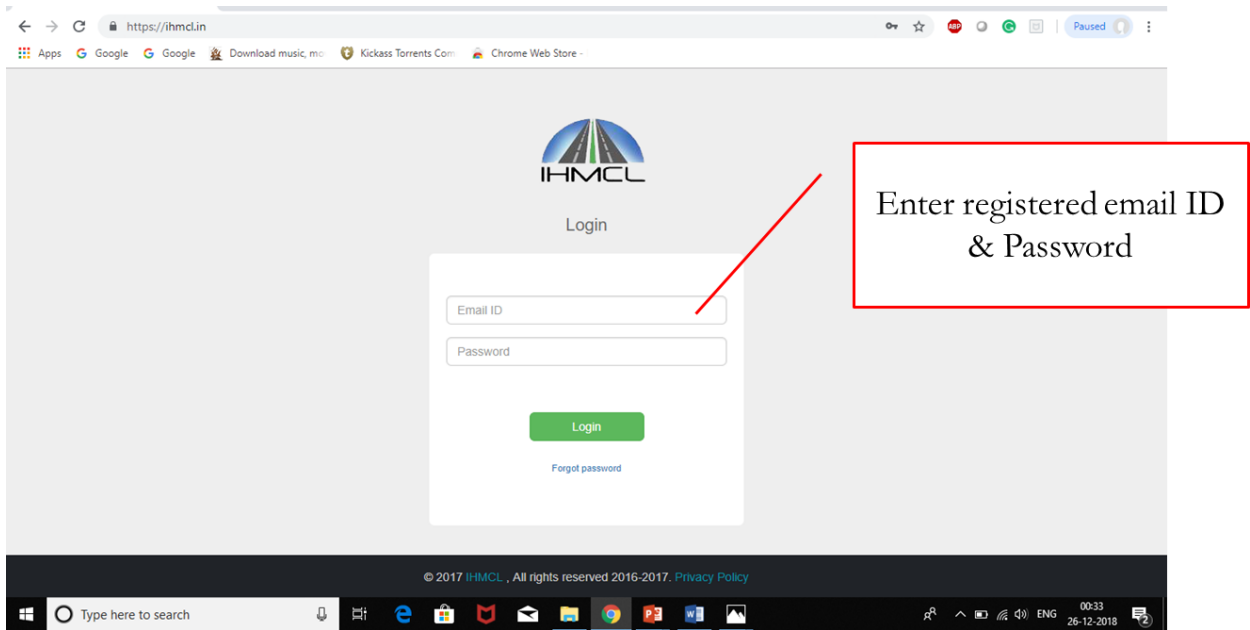 https://ihmcl.in
ABP
Paused
Apps
Google
Google
Download music, mo
Kickass Torrents Com
Chrome Web Store -
IHMCL
Login
Enter registered email ID
& Password
Email ID
Password
Login
Forgot password
© 2017 IHMCL , All rights reserved 2016-2017. Privacy Policy
Type here to search
ENG
00:33
26-12-2018
2